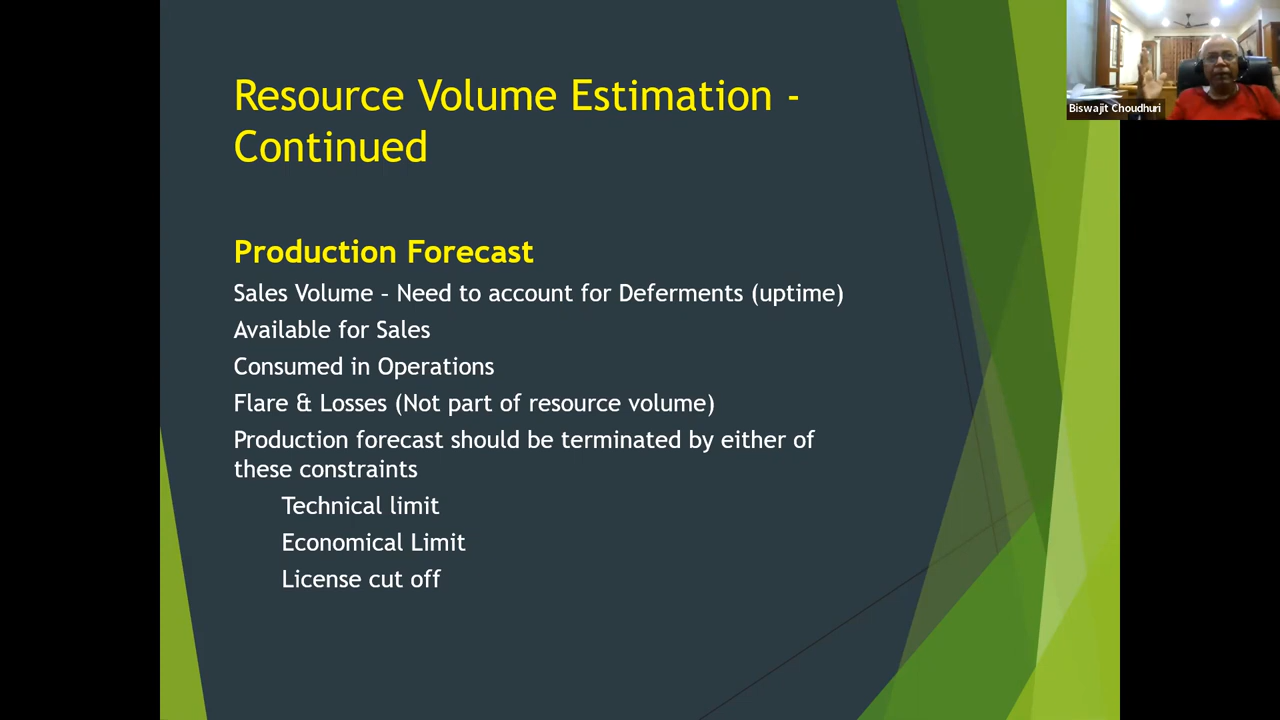 Resource Volume Estimation -
Continued
Production Forecast
Sales Volume – Need to account for Deferments (uptime)
Available for Sales
Consumed in Operations
Flare & Losses (Not part of resource volume)
Production forecast should be terminated by either of
these constraints
Technical limit
Economical Limit
License cut off
Biswajit Choudhuri